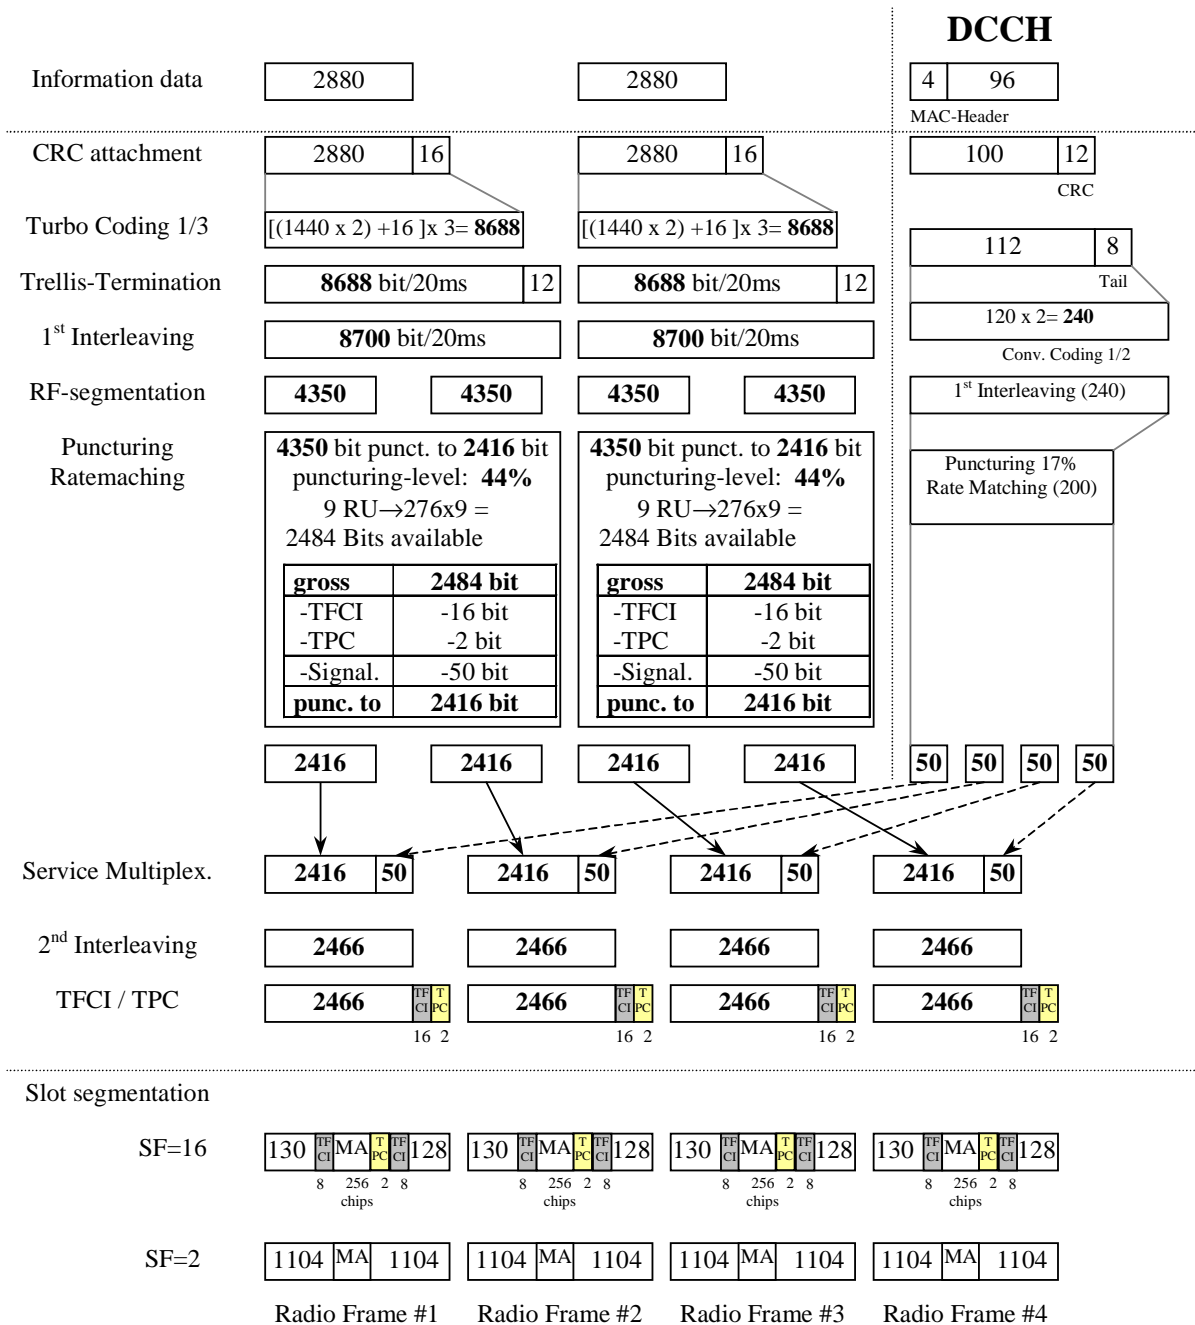 DCCH
Information data 2880 2880 4 96
MAC-Header
CRC attachment 2880 16 2880 16 100 12
CRC
Turbo Coding 1/3 [(1440 x 2) +16 ]x 3= 8688 [(1440 x 2) +16 ]x 3= 8688
112 8
Trellis-Termination 8688 bit/20ms 12 8688 bit/20ms 12
Tail
120 x 2= 240
1st Interleaving 8700 bit/20ms 8700 bit/20ms
Conv. Coding 1/2
RF-segmentation 4350 4350 4350 4350 1st Interleaving (240)
Puncturing 4350 bit punct. to 2416 bit 4350 bit punct. to 2416 bit
Ratemaching puncturing-level: 44% puncturing-level: 44%
Puncturing 17%
Rate Matching (200)
9 RU→276x9 = 9 RU→276x9 =
2484 Bits available 2484 Bits available
gross 2484 bit gross 2484 bit
-TFCI -16 bit -TFCI -16 bit
-TPC -2 bit -TPC -2 bit
-Signal. -50 bit -Signal. -50 bit
punc. to 2416 bit punc. to 2416 bit
2416 2416 2416 2416 50 50 50 50
Service Multiplex. 2416 50 2416 50 2416 50 2416 50
2nd Interleaving 2466 2466 2466 2466
TFCI / TPC 2466 TFCI TPC 2466 TFCI TPC 2466 TFCI TPC 2466 TFCI TPC
16 2 16 2 16 2 16 2
Slot segmentation
SF=16 130 TFCI MA TPC TFCI 128 130 TFCI MA TPC TFCI 128 130 TFCI MA TPC TFCI 128 130 TFCI MA TPC TFCI 128
8 256 2 8 8 256 2 8 8 256 2 8 8 256 2 8
chips chips chips chips
SF=2 1104 MA 1104 1104 MA 1104 1104 MA 1104 1104 MA 1104
Radio Frame #1 Radio Frame #2 Radio Frame #3 Radio Frame #4